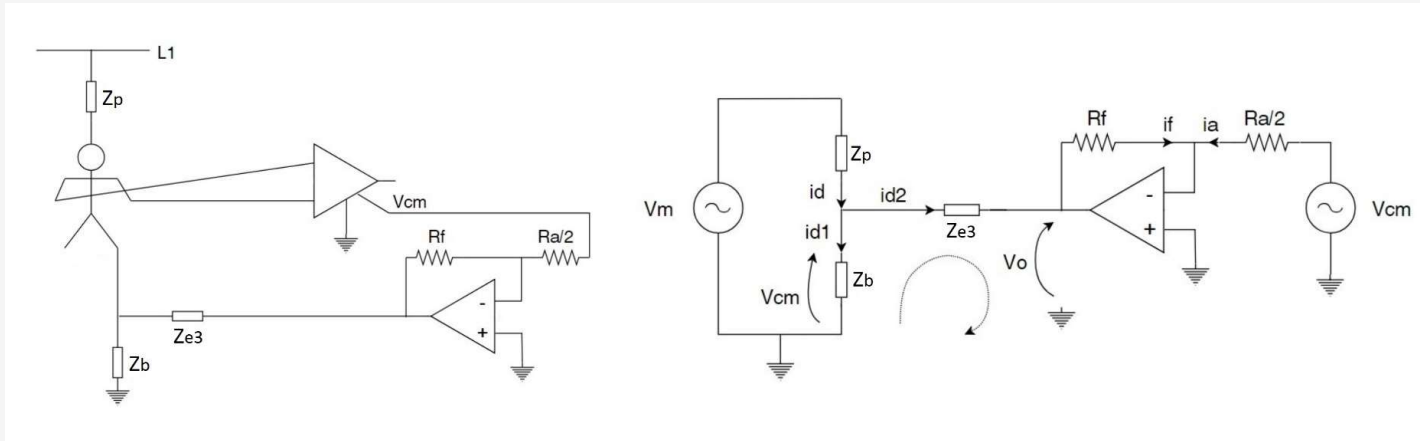 L1
Zp
Vcm
Rf
Ra/2
-
+
Ze3
Zb
Vm
Zp
id
id2
id1
Ze3
Vcm
Zb
Vo
Rf
if
ia
Ra/2
-
+
Vcm